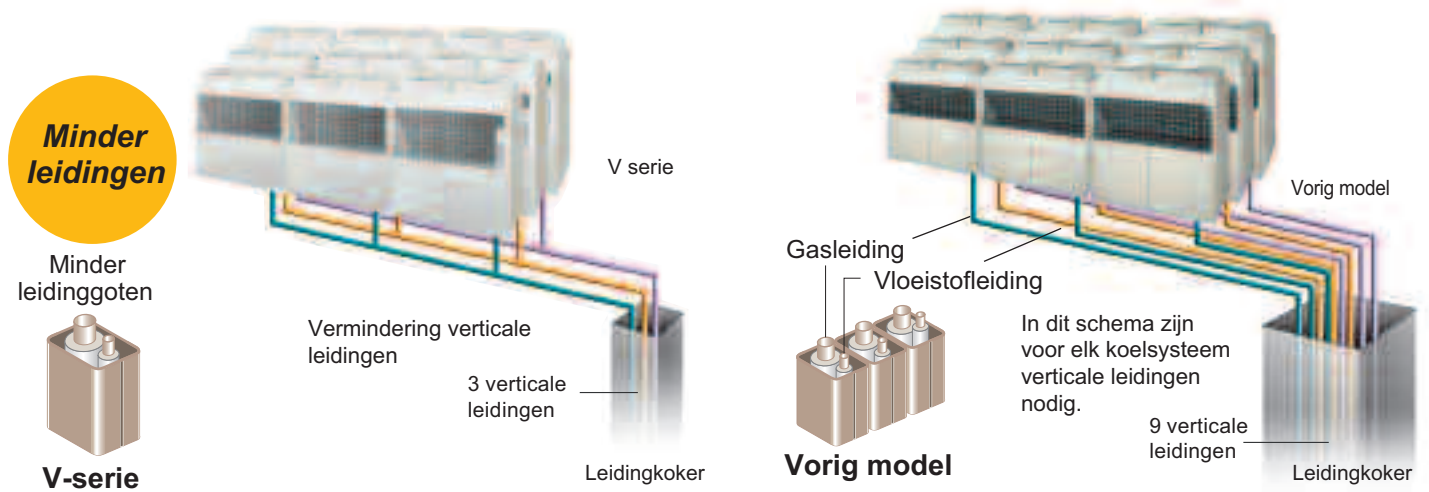 Minder
leidingen
Minder
leidinggoten
V-serie
V serie
Vermindering verticale
leidingen
3 verticale
leidingen
Leidingkoker
Vorig model
Gasleiding
Vloeistofleiding
In dit schema zijn
voor elk koelsysteem
verticale leidingen
nodig.
Vorig model
9 verticale
leidingen
Leidingkoker